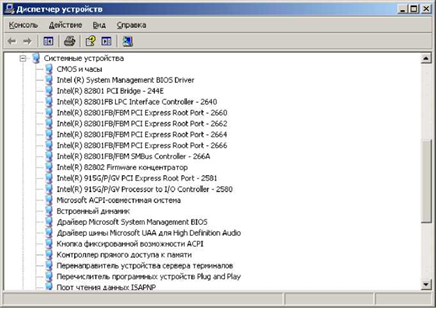 Диспетчер устройств
Консоль Действие Вид Справка
Системные устройства
CMOS и часы
Intel (R) System Management BIOS Driver
Intel(R) 82801 PCI Bridge - 244E
Intel(R) 82801FB LPC Interface Controller - 2640
Intel(R) 82801FB/FBM PCI Express Root Port - 2660
Intel(R) 82801FB/FBM PCI Express Root Port - 2662
Intel(R) 82801FB/FBM PCI Express Root Port - 2664
Intel(R) 82801FB/FBM PCI Express Root Port - 2666
Intel(R) 82801FB/FBM SMBus Controller - 266A
Intel(R) 82802 Firmware концентратор
Intel(R) 915G/P/GV PCI Express Root Port - 2581
Intel(R) 915G/P/GV Processor to I/O Controller - 2580
Microsoft ACPI-совместимая система
Встроенный динамик
Драйвер Microsoft System Management BIOS
Драйвер шины Microsoft UAA для High Definition Audio
Кнопка фиксированной возможности ACPI
Контроллер прямого доступа к памяти
Перенаправитель устройства сервера терминалов
Перечислитель программных устройств Plug and Play
Порт чтения данных ISAPNP